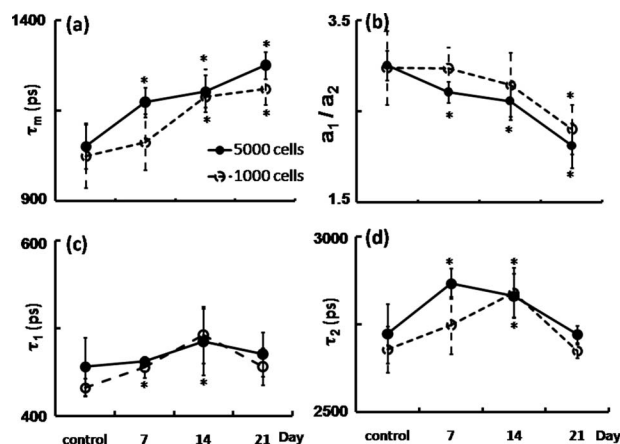 1400
(a)
* * *
* *
τm (ps)
5000 cells
1000 cells
900
3.5
(b)
a1/a2
*
* *
*
1.5
600
(c)
τ1 (ps)
* *
400
control 7 14 21 Day
3000
(d)
* *
*
τ2 (ps)
2500
control 7 14 21 Day